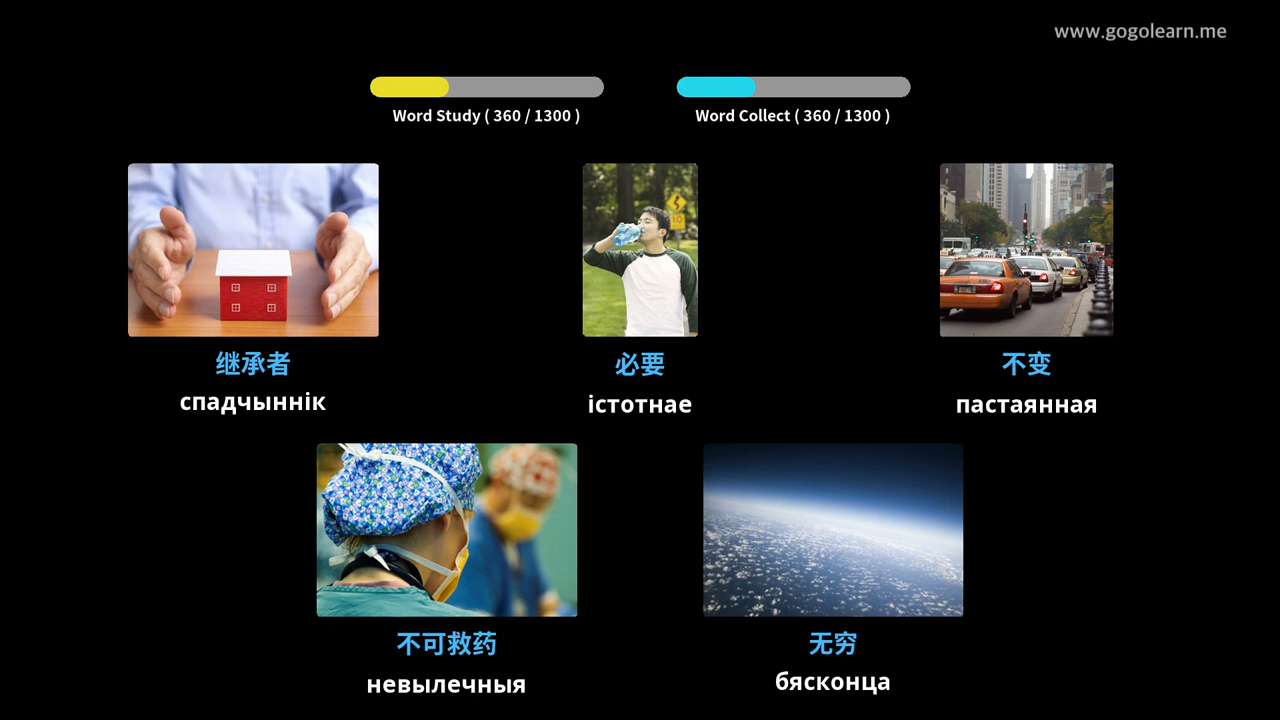 www.gogolearn.me
Word Study ( 360 / 1300 )
Word Collect ( 360 / 1300 )
继承者
спадчыннік
必要
істотнае
不变
пастаянная
不可救药
невылечныя
无穷
бясконца